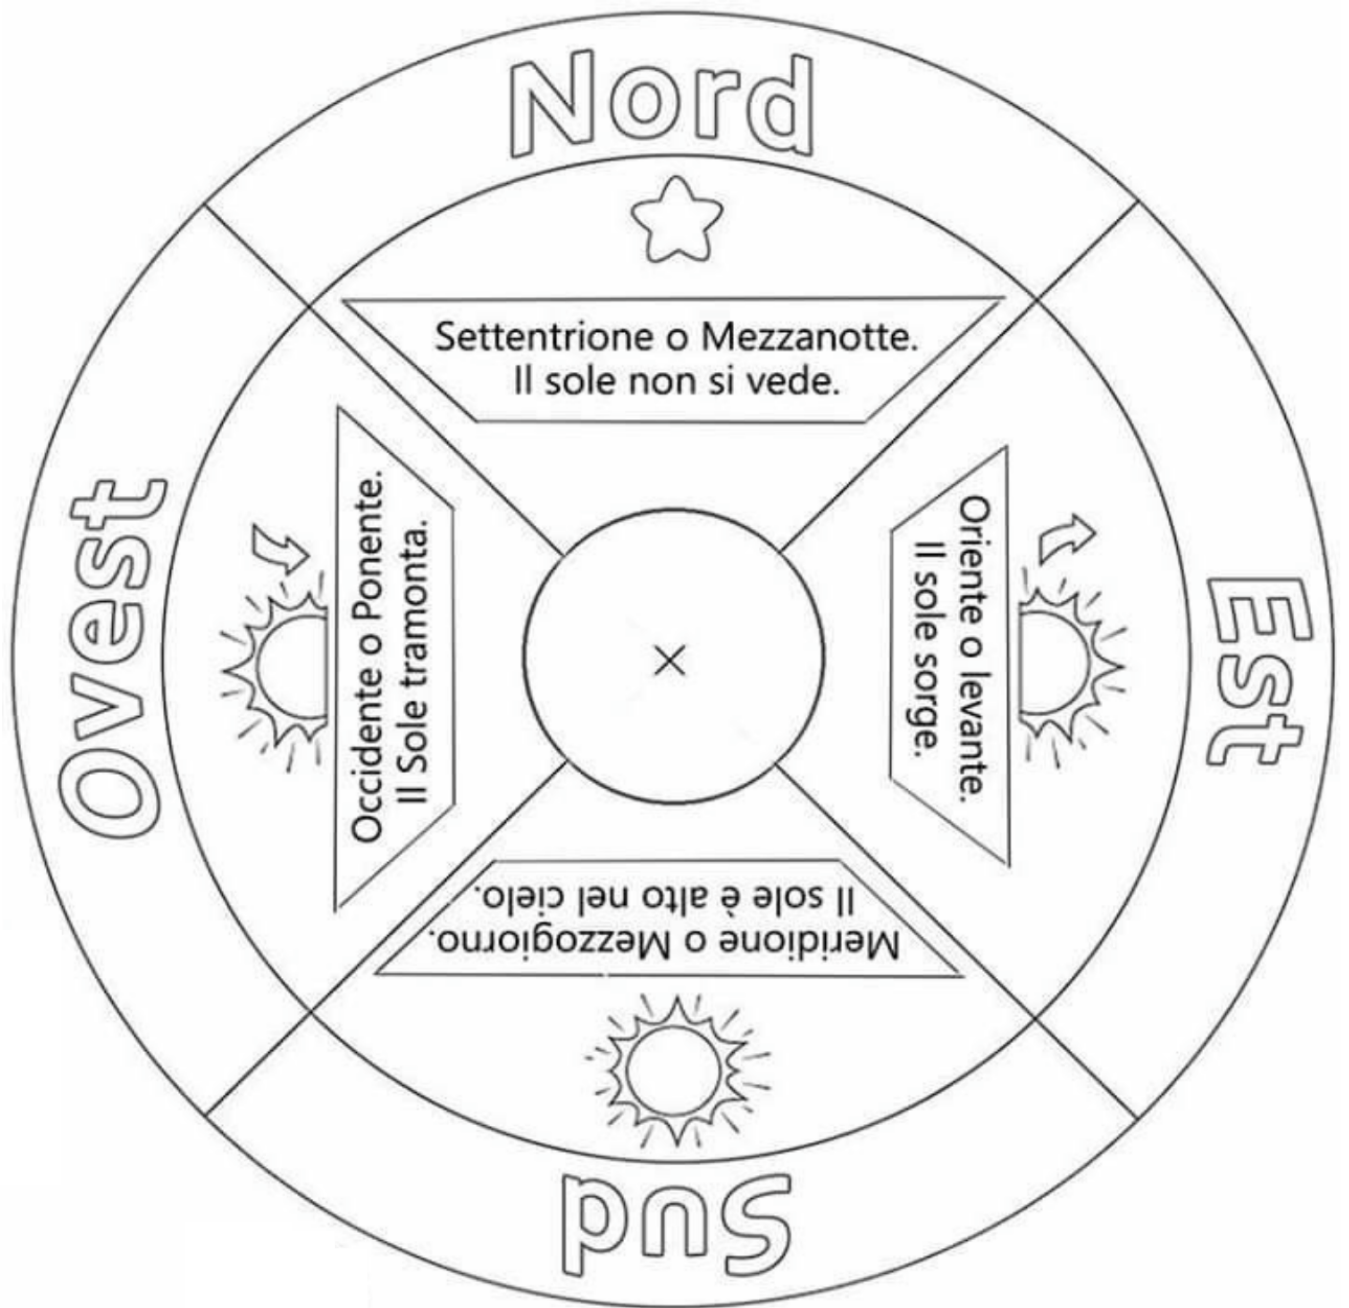 Nord
Settentrione o Mezzanotte.
Il sole non si vede.
Ovest
Occidente o Ponente.
Il Sole tramonta.
Oriente o levante.
Il sole sorge.
Est
Meridione o Mezzogiorno.
Il sole è alto nel cielo.
Sud